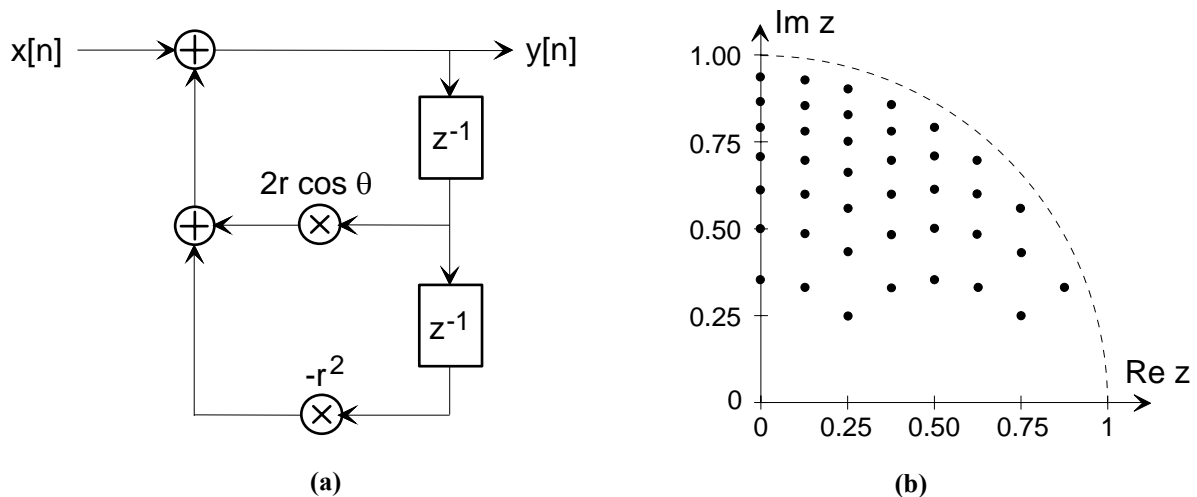 x[n]
y[n]
z-1
2r cos θ
z-1
-r2
(a)
Im z
1.00
0.75
0.50
0.25
0
0 0.25 0.50 0.75 1
Re z
(b)